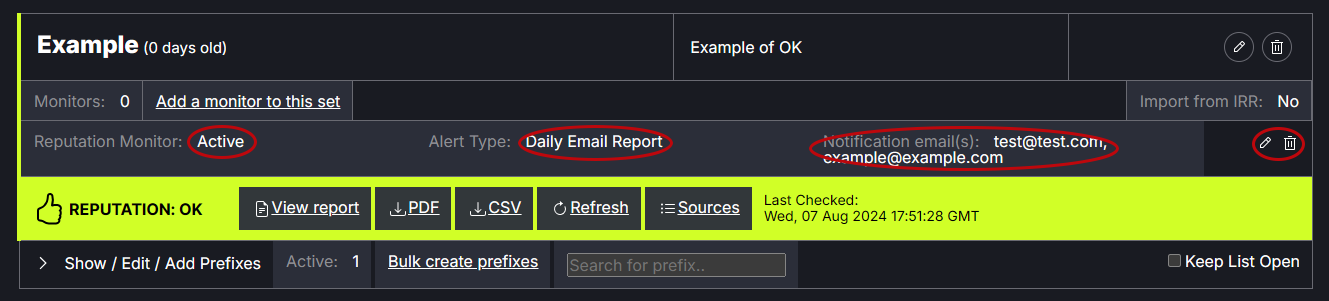 Example (0 days old) Example of OK
Monitors: 0 Add a monitor to this set Import from IRR: No
Reputation Monitor: Active Alert Type: Daily Email Report Notification email(s): test@test.com,
example@example.com
REPUTATION: OK View report PDF CSV Refresh Sources Last Checked:
Wed, 07 Aug 2024 17:51:28 GMT
Show / Edit / Add Prefixes Active: 1 Bulk create prefixes Search for prefix.. Keep List Open